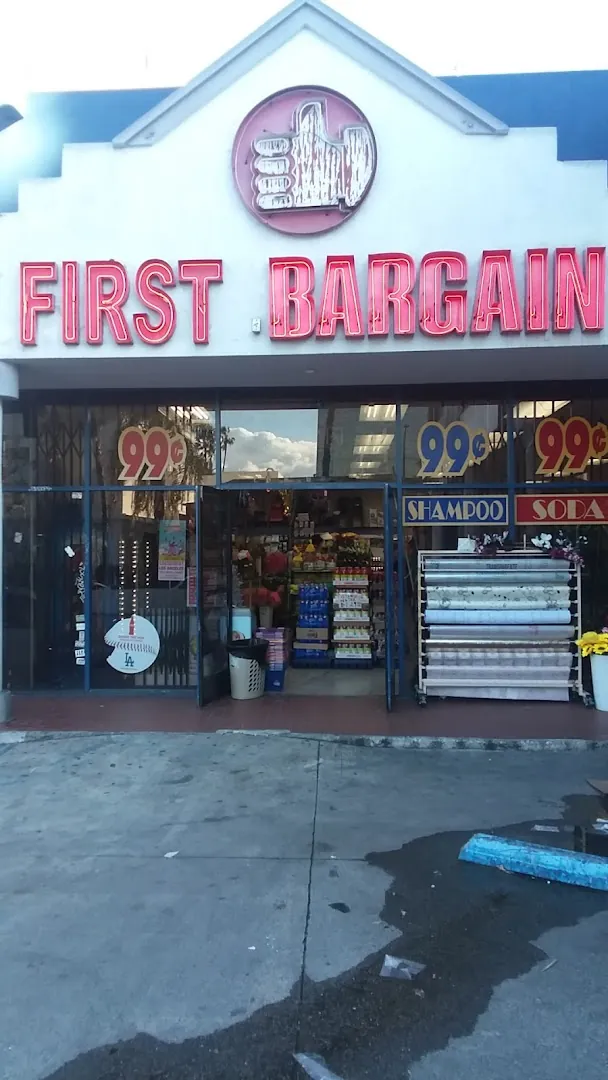 FIRST BARGAIN
99¢ 99¢ 99¢
SHAMPOO SODA
LA